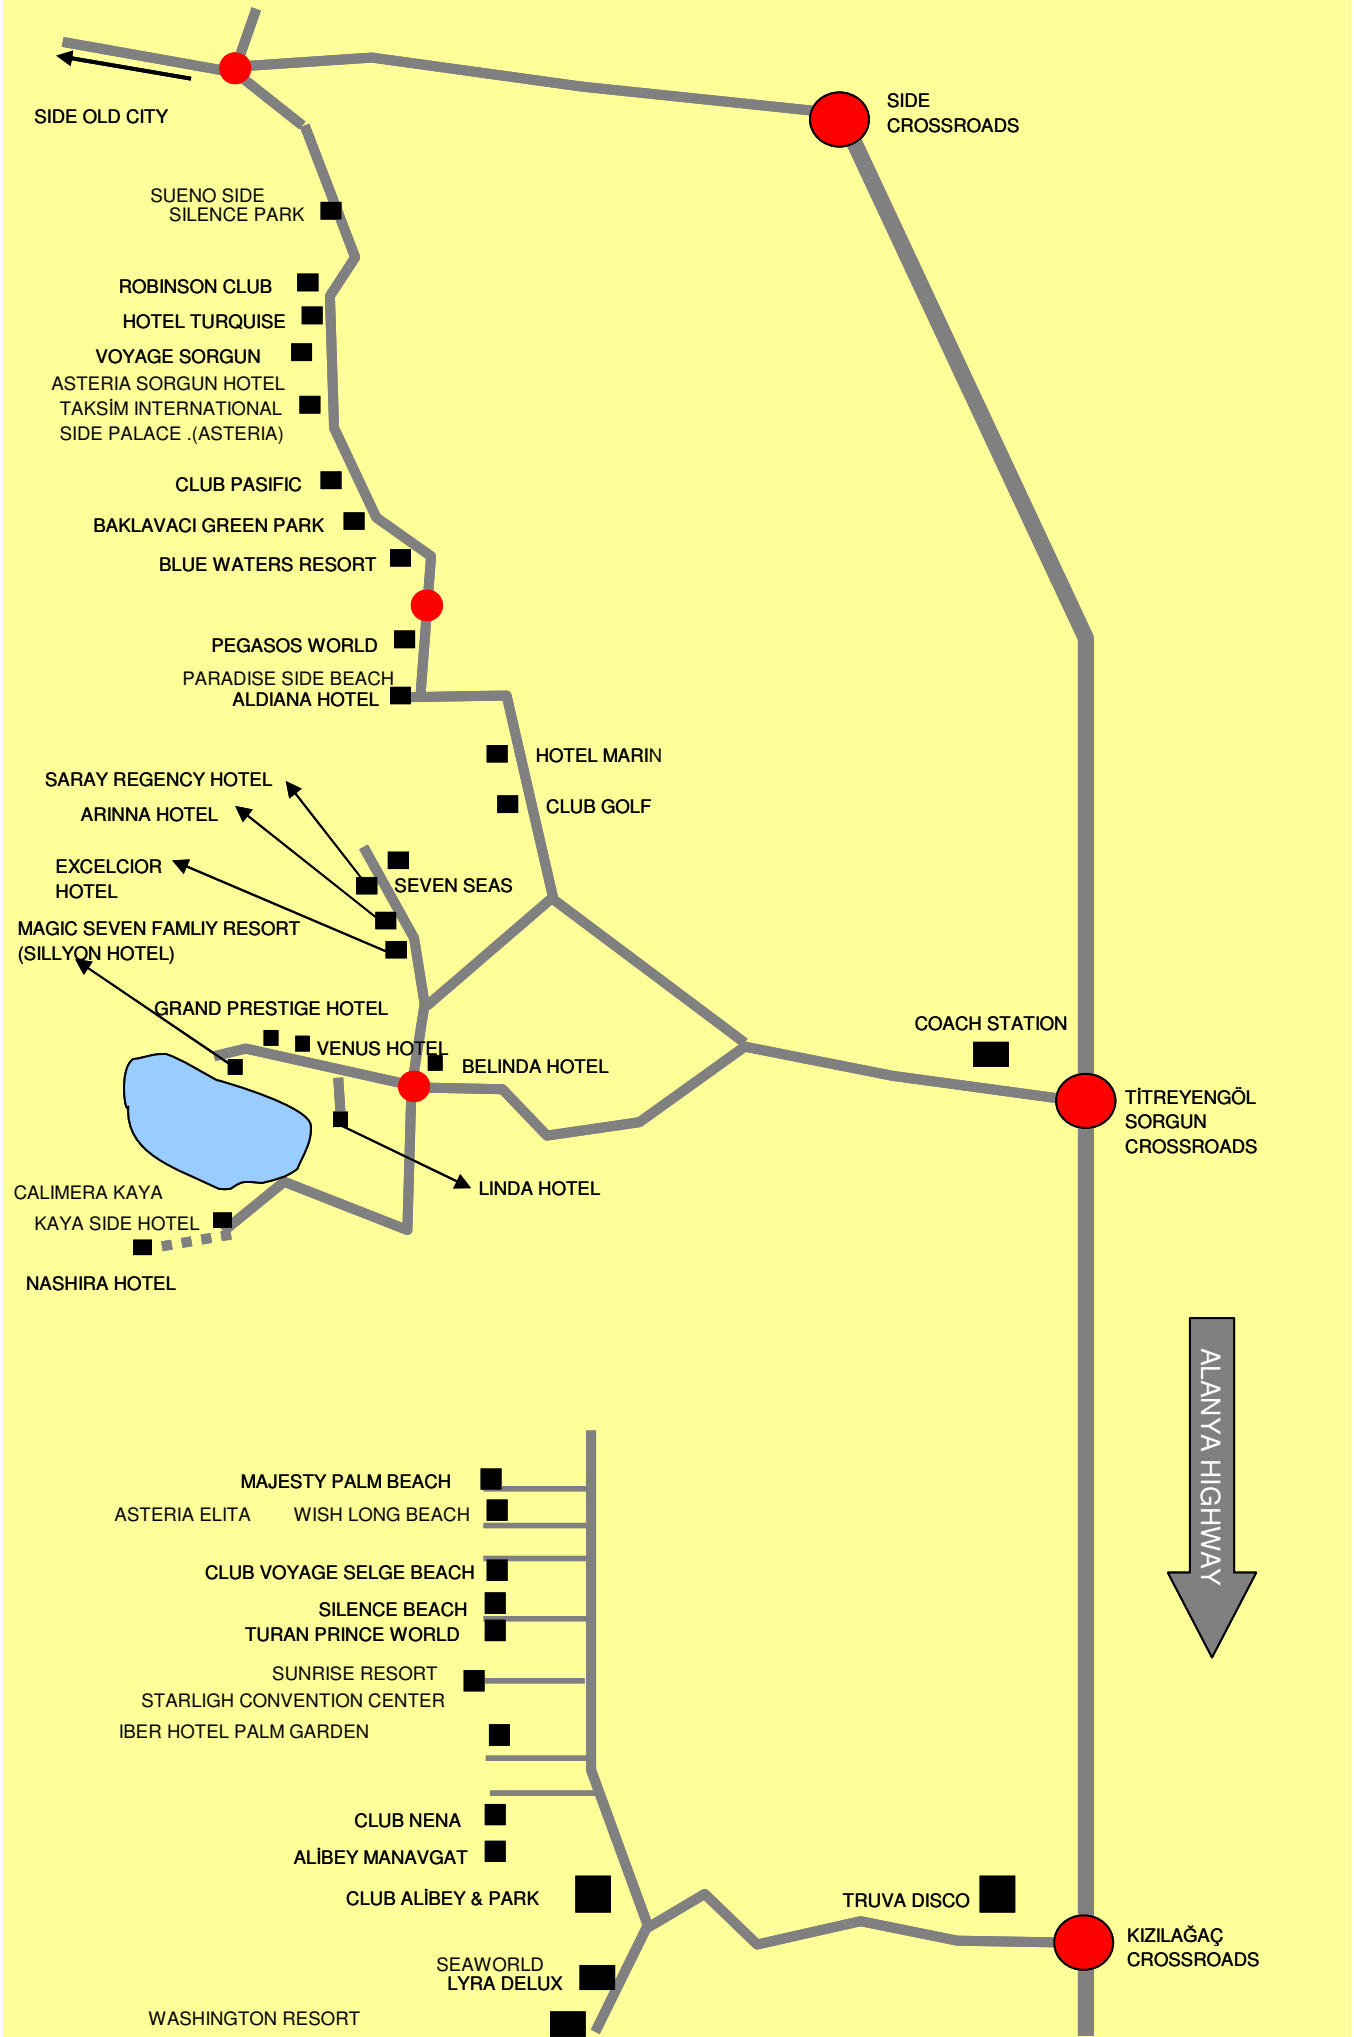 SIDE OLD CITY
SIDE
CROSSROADS
SUENO SIDE
SILENCE PARK
ROBINSON CLUB
HOTEL TURQUISE
VOYAGE SORGUN
ASTERIA SORGUN HOTEL
TAKSİM INTERNATIONAL
SIDE PALACE .(ASTERIA)
CLUB PASIFIC
BAKLAVACI GREEN PARK
BLUE WATERS RESORT
PEGASOS WORLD
PARADISE SIDE BEACH
ALDIANA HOTEL
HOTEL MARIN
SARAY REGENCY HOTEL
CLUB GOLF
ARINNA HOTEL
EXCELCIOR
HOTEL
SEVEN SEAS
MAGIC SEVEN FAMLIY RESORT
(SILLYON HOTEL)
GRAND PRESTIGE HOTEL
COACH STATION
VENUS HOTEL
BELINDA HOTEL
TİTREYENGÖL
SORGUN
CROSSROADS
LINDA HOTEL
CALIMERA KAYA
KAYA SIDE HOTEL
NASHIRA HOTEL
ALANYA HIGHWAY
MAJESTY PALM BEACH
ASTERIA ELITA WISH LONG BEACH
CLUB VOYAGE SELGE BEACH
SILENCE BEACH
TURAN PRINCE WORLD
SUNRISE RESORT
STARLIGH CONVENTION CENTER
IBER HOTEL PALM GARDEN
CLUB NENA
ALİBEY MANAVGAT
CLUB ALİBEY & PARK
TRUVA DISCO
KIZILAĞAÇ
CROSSROADS
SEAWORLD
LYRA DELUX
WASHINGTON RESORT